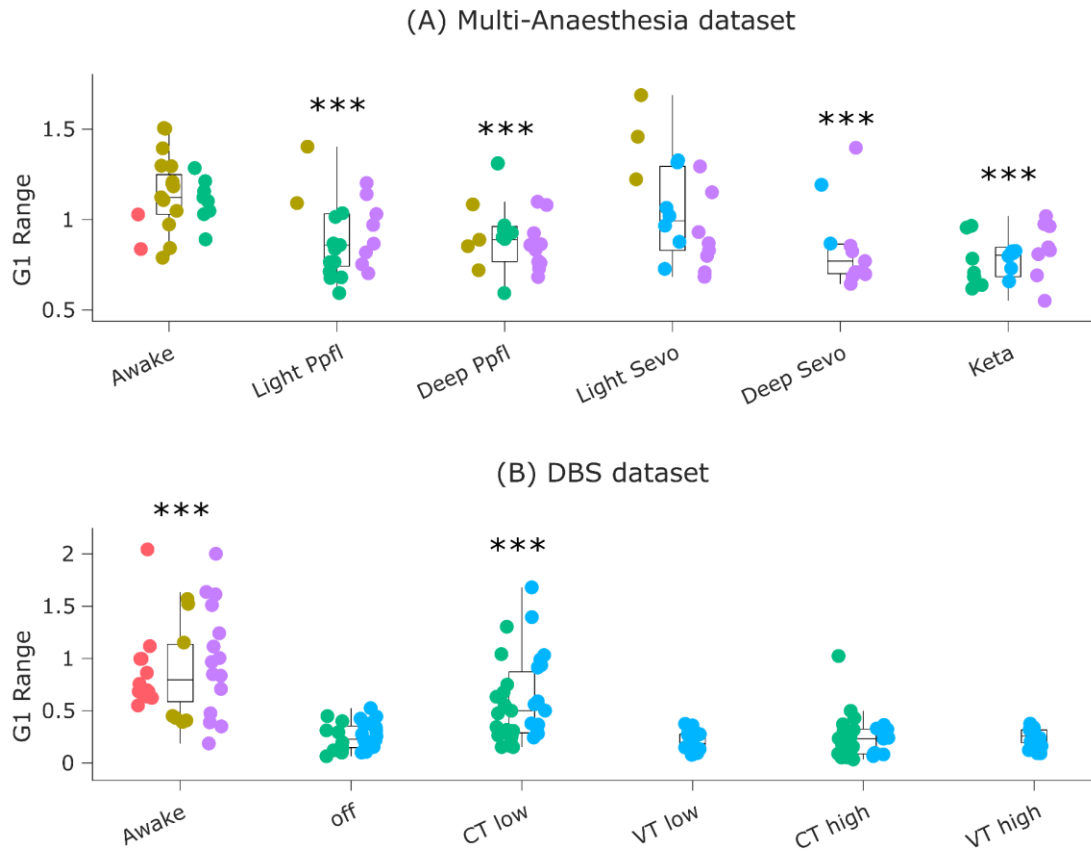 (A) Multi-Anaesthesia dataset
***
***
***
***
G1 Range
1.5
1
0.5
Awake
Light Ppfl
Deep Ppfl
Light Sevo
Deep Sevo
Keta
(B) DBS dataset
***
***
G1 Range
2
1.5
1
0.5
0
Awake
off
CT low
VT low
CT high
VT high